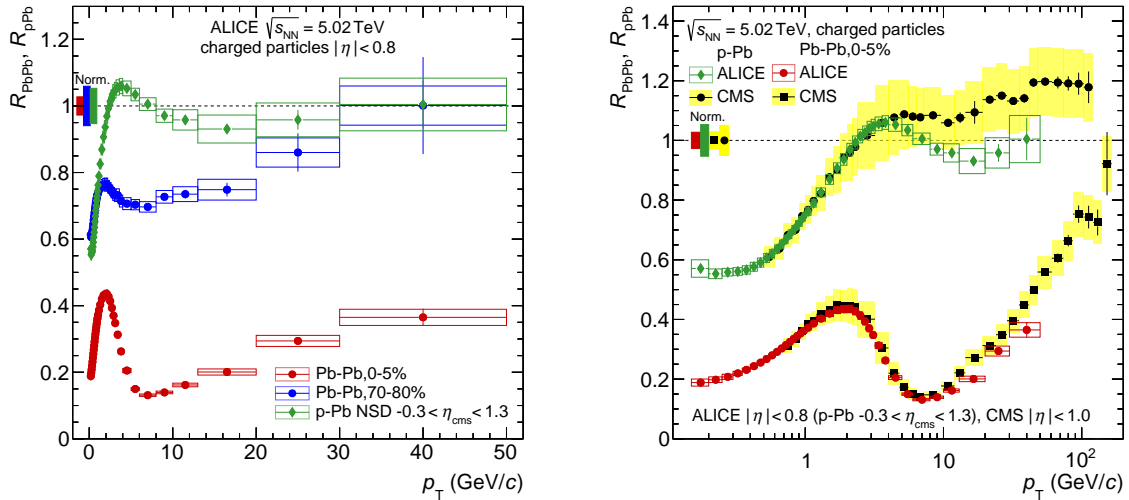 R_PbPb, R_pPb
ALICE √s_NN = 5.02 TeV
charged particles |η|<0.8
Norm.
1.2
1
0.8
0.6
0.4
0.2
0
Pb-Pb,0-5%
Pb-Pb,70-80%
p-Pb NSD -0.3 < η_cms < 1.3
0 10 20 30 40 50
p_T (GeV/c)
R_PbPb, R_pPb
√s_NN = 5.02 TeV, charged particles
p-Pb Pb-Pb,0-5%
ALICE ALICE
CMS CMS
Norm.
1.4
1.2
1
0.8
0.6
0.4
0.2
0
ALICE |η|<0.8 (p-Pb -0.3 < η_cms < 1.3), CMS |η|<1.0
1 10 10²
p_T (GeV/c)